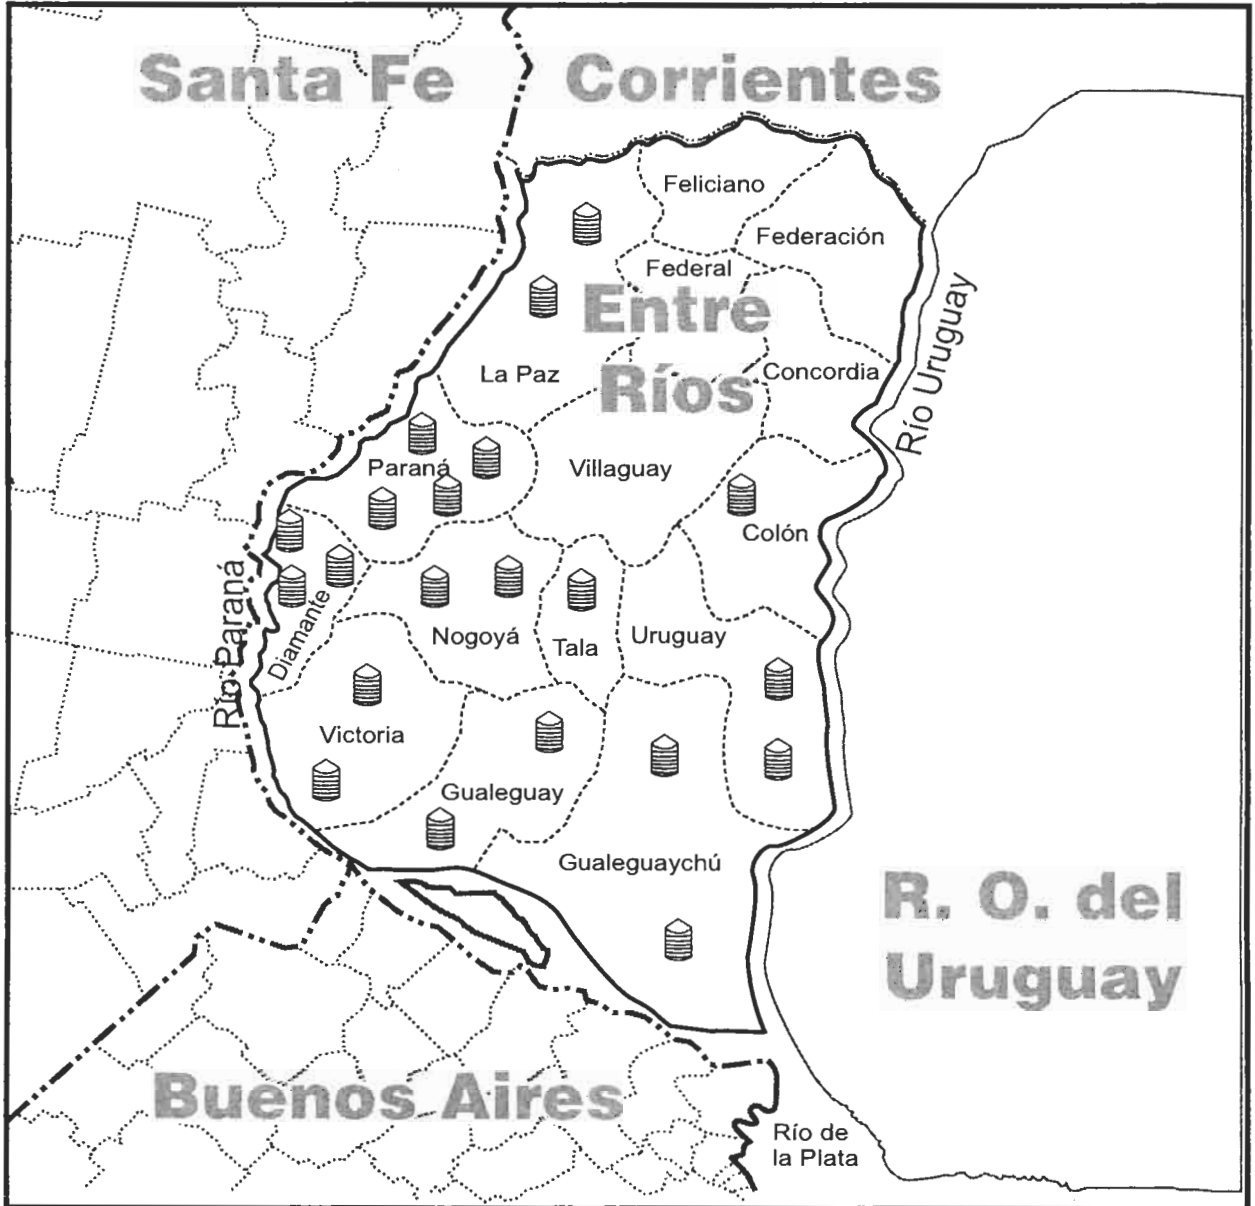 Santa Fe
Corrientes
Feliciano
Federación
Federal
Entre
Ríos
Río Uruguay
La Paz
Concordia
Paraná
Villaguay
Colón
Río Paraná
Diamante
Nogoyá
Tala
Uruguay
Victoria
Gualeguay
Gualeguaychú
R. O. del
Uruguay
Buenos Aires
Río de
la Plata